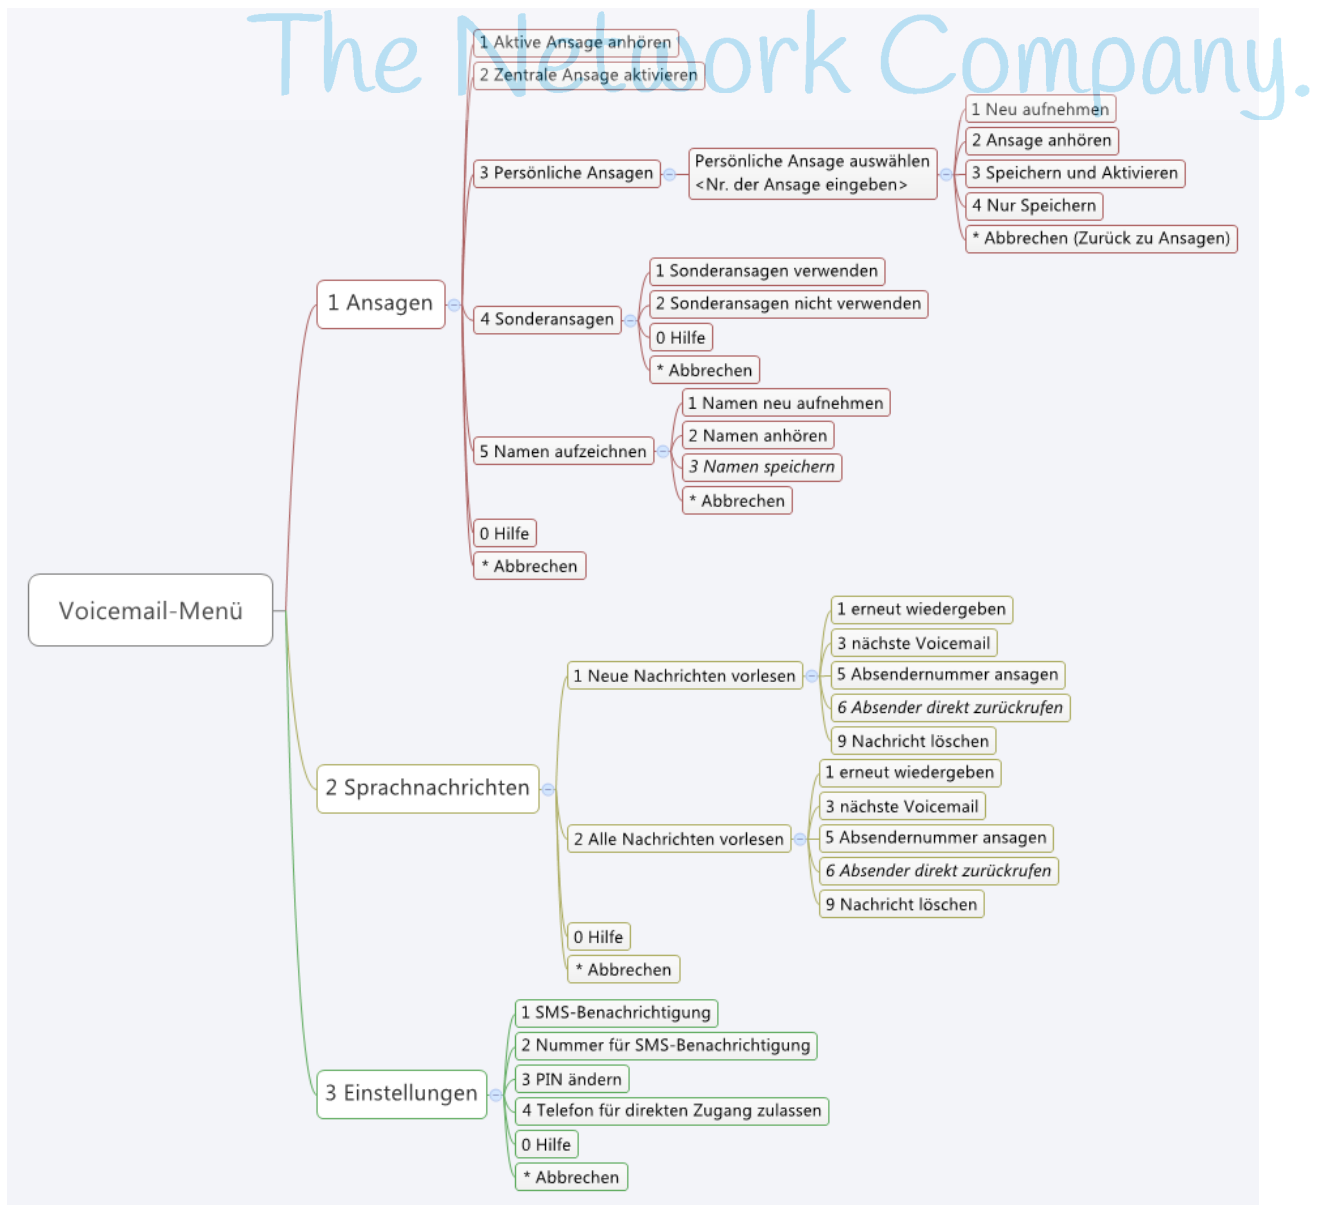 The Network Company.
Voicemail-Menü
1 Ansagen
1 Aktive Ansage anhören
2 Zentrale Ansage aktivieren
3 Persönliche Ansagen
Persönliche Ansage auswählen
<Nr. der Ansage eingeben>
1 Neu aufnehmen
2 Ansage anhören
3 Speichern und Aktivieren
4 Nur Speichern
* Abbrechen (Zurück zu Ansagen)
4 Sonderansagen
1 Sonderansagen verwenden
2 Sonderansagen nicht verwenden
0 Hilfe
* Abbrechen
5 Namen aufzeichnen
1 Namen neu aufnehmen
2 Namen anhören
3 Namen speichern
* Abbrechen
0 Hilfe
* Abbrechen
2 Sprachnachrichten
1 Neue Nachrichten vorlesen
1 erneut wiedergeben
3 nächste Voicemail
5 Absendernummer ansagen
6 Absender direkt zurückrufen
9 Nachricht löschen
2 Alle Nachrichten vorlesen
1 erneut wiedergeben
3 nächste Voicemail
5 Absendernummer ansagen
6 Absender direkt zurückrufen
9 Nachricht löschen
0 Hilfe
* Abbrechen
3 Einstellungen
1 SMS-Benachrichtigung
2 Nummer für SMS-Benachrichtigung
3 PIN ändern
4 Telefon für direkten Zugang zulassen
0 Hilfe
* Abbrechen